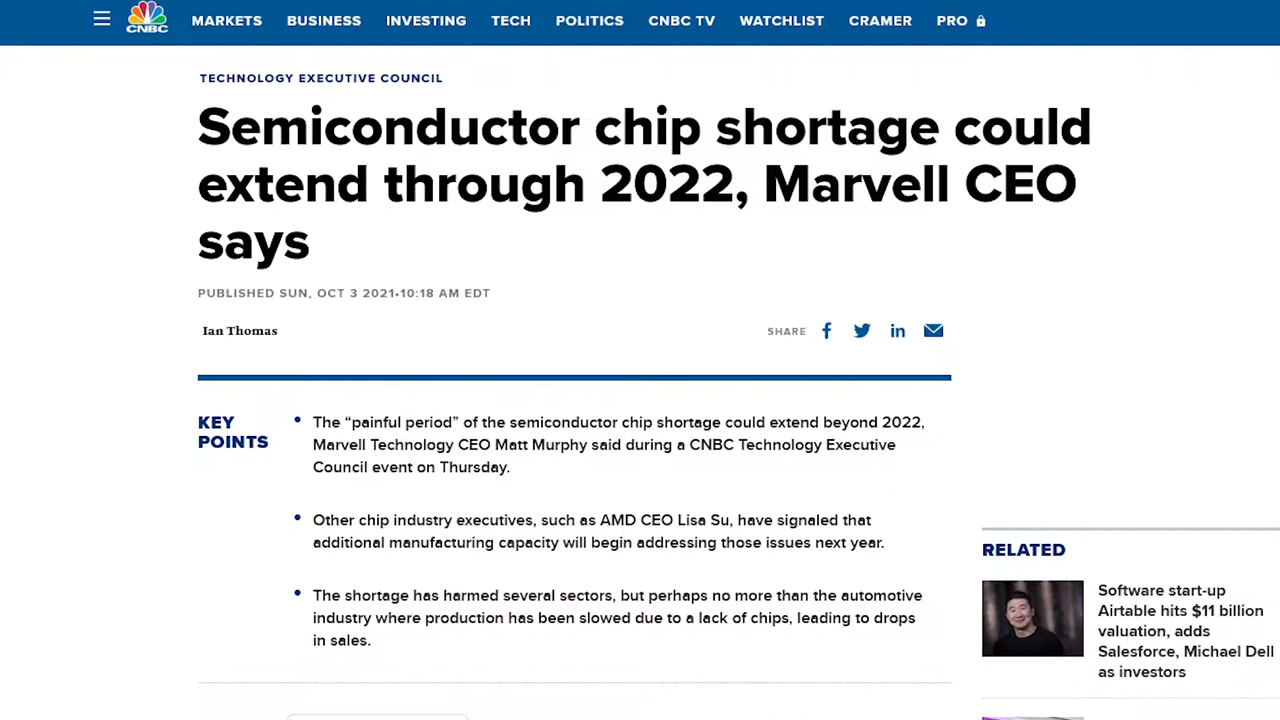 CNBC
MARKETS BUSINESS INVESTING TECH POLITICS CNBC TV WATCHLIST CRAMER PRO
TECHNOLOGY EXECUTIVE COUNCIL
Semiconductor chip shortage could
extend through 2022, Marvell CEO
says
PUBLISHED SUN, OCT 3 2021•10:18 AM EDT
Ian Thomas
SHARE
KEY
POINTS
• The “painful period” of the semiconductor chip shortage could extend beyond 2022,
Marvell Technology CEO Matt Murphy said during a CNBC Technology Executive
Council event on Thursday.
• Other chip industry executives, such as AMD CEO Lisa Su, have signaled that
additional manufacturing capacity will begin addressing those issues next year.
• The shortage has harmed several sectors, but perhaps no more than the automotive
industry where production has been slowed due to a lack of chips, leading to drops
in sales.
RELATED
Software start-up
Airtable hits $11 billion
valuation, adds
Salesforce, Michael Dell
as investors